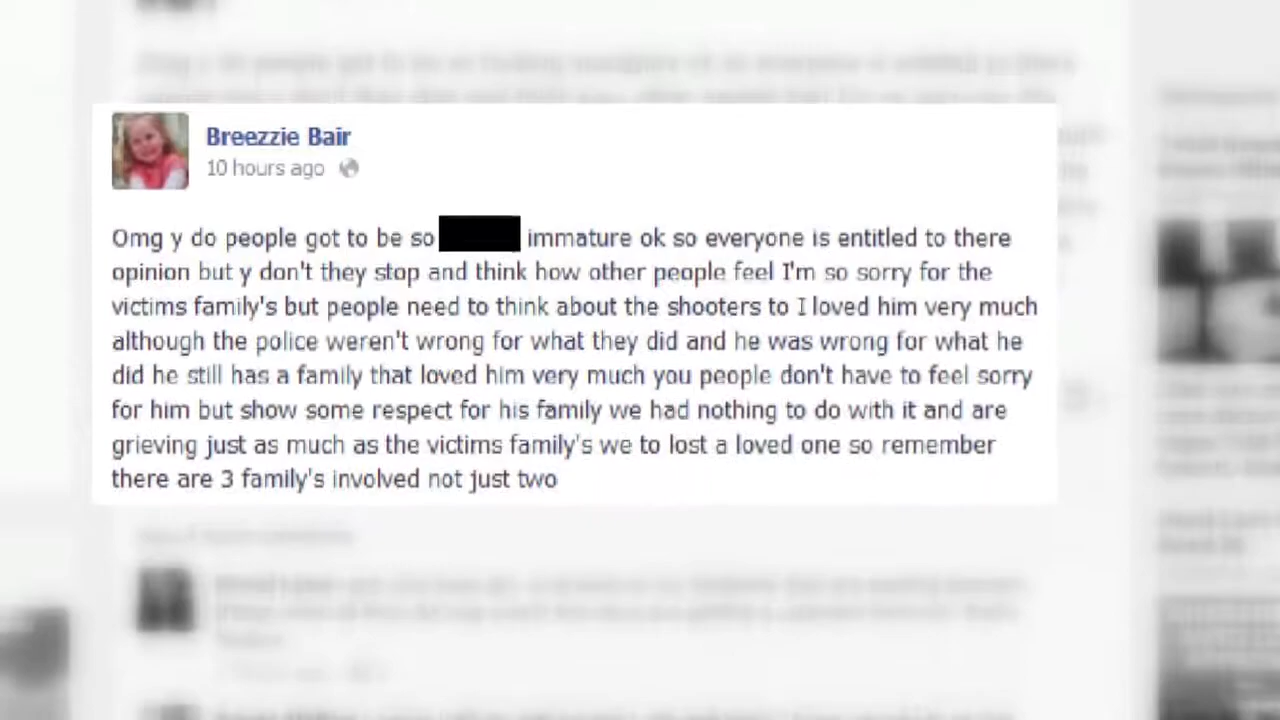 Breezzie Bair
10 hours ago
Omg y do people got to be so immature ok so everyone is entitled to there
opinion but y don't they stop and think how other people feel I'm so sorry for the
victims family's but people need to think about the shooters to I loved him very much
although the police weren't wrong for what they did and he was wrong for what he
did he still has a family that loved him very much you people don't have to feel sorry
for him but show some respect for his family we had nothing to do with it and are
grieving just as much as the victims family's we to lost a loved one so remember
there are 3 family's involved not just two